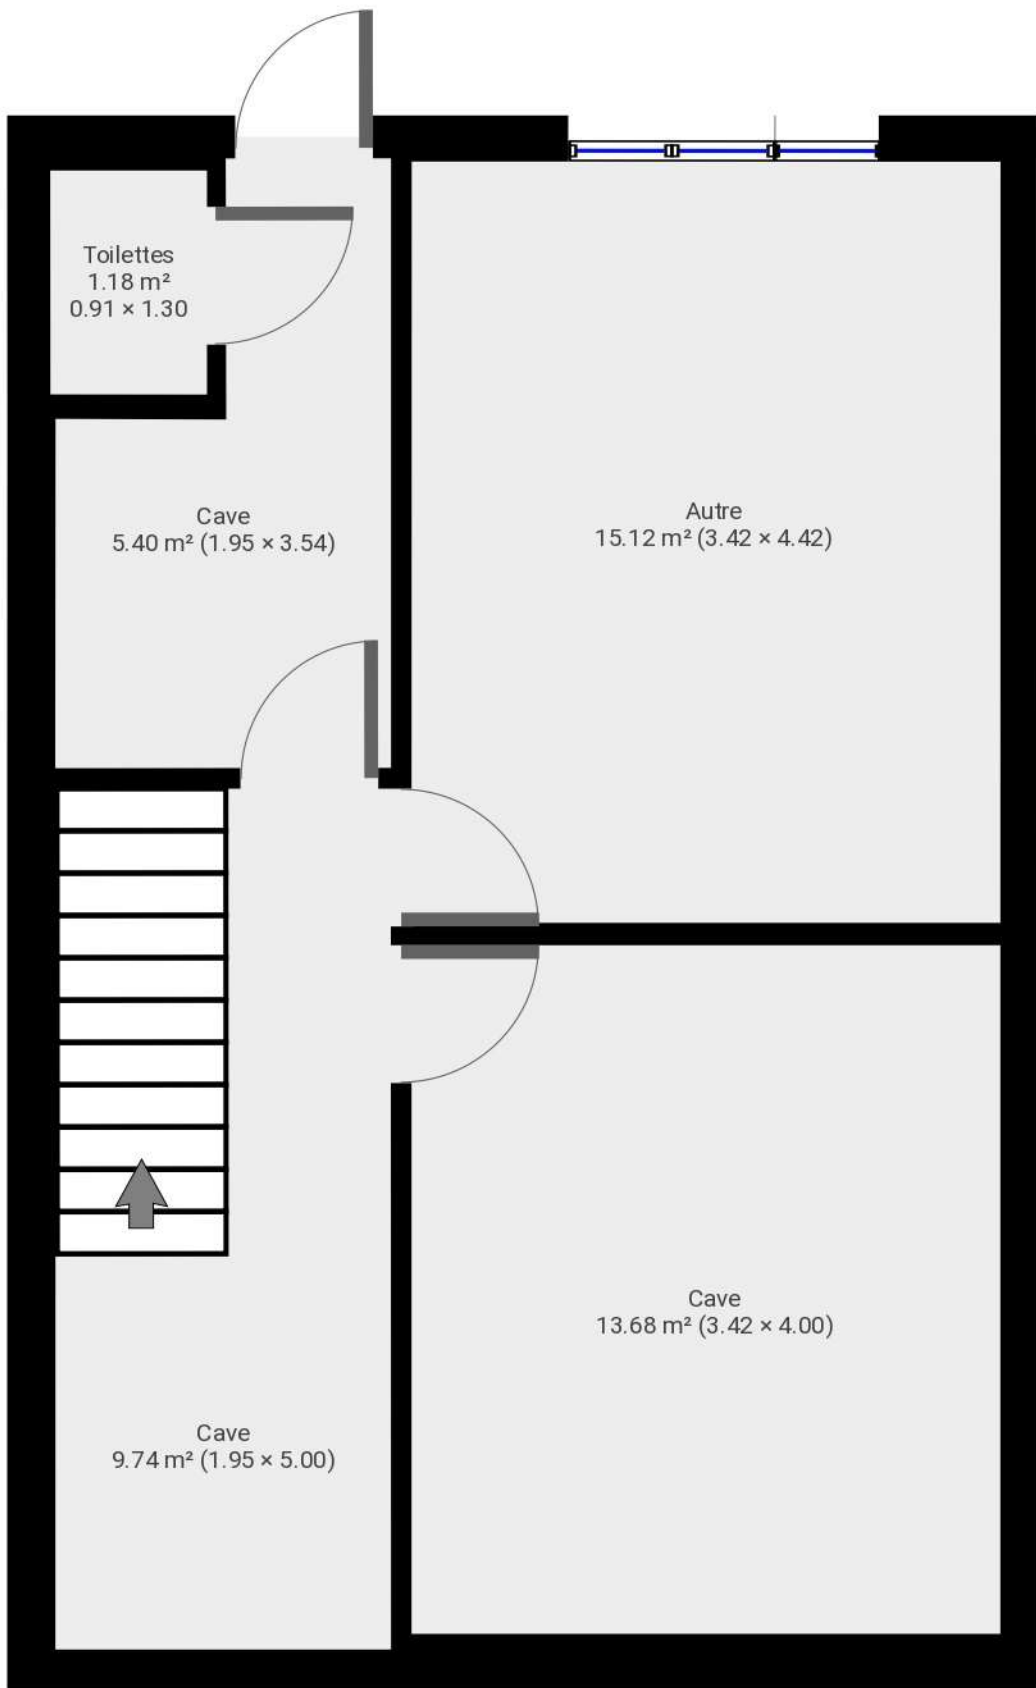 Toilettes
1.18 m²
0.91 × 1.30
Cave
5.40 m² (1.95 × 3.54)
Autre
15.12 m² (3.42 × 4.42)
Cave
13.68 m² (3.42 × 4.00)
Cave
9.74 m² (1.95 × 5.00)